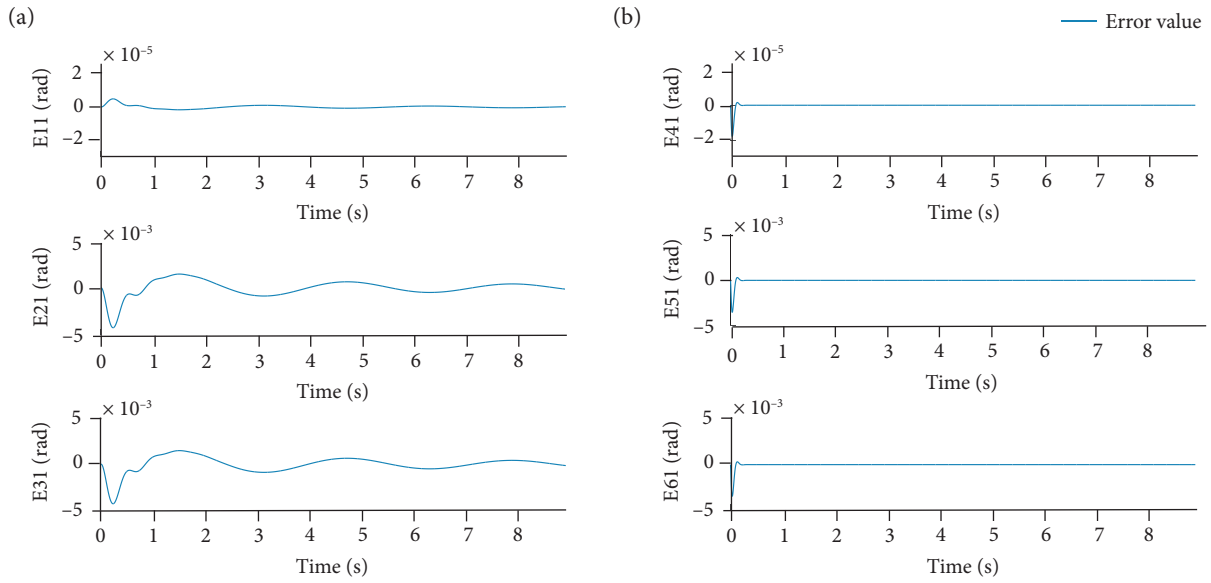 (a)
× 10⁻⁵
E11 (rad)
2
0
−2
0 1 2 3 4 5 6 7 8
Time (s)
× 10⁻³
E21 (rad)
5
0
−5
0 1 2 3 4 5 6 7 8
Time (s)
× 10⁻³
E31 (rad)
5
0
−5
0 1 2 3 4 5 6 7 8
Time (s)
(b)
Error value
× 10⁻⁵
E41 (rad)
2
0
−2
0 1 2 3 4 5 6 7 8
Time (s)
× 10⁻³
E51 (rad)
5
0
−5
0 1 2 3 4 5 6 7 8
Time (s)
× 10⁻³
E61 (rad)
5
0
−5
0 1 2 3 4 5 6 7 8
Time (s)